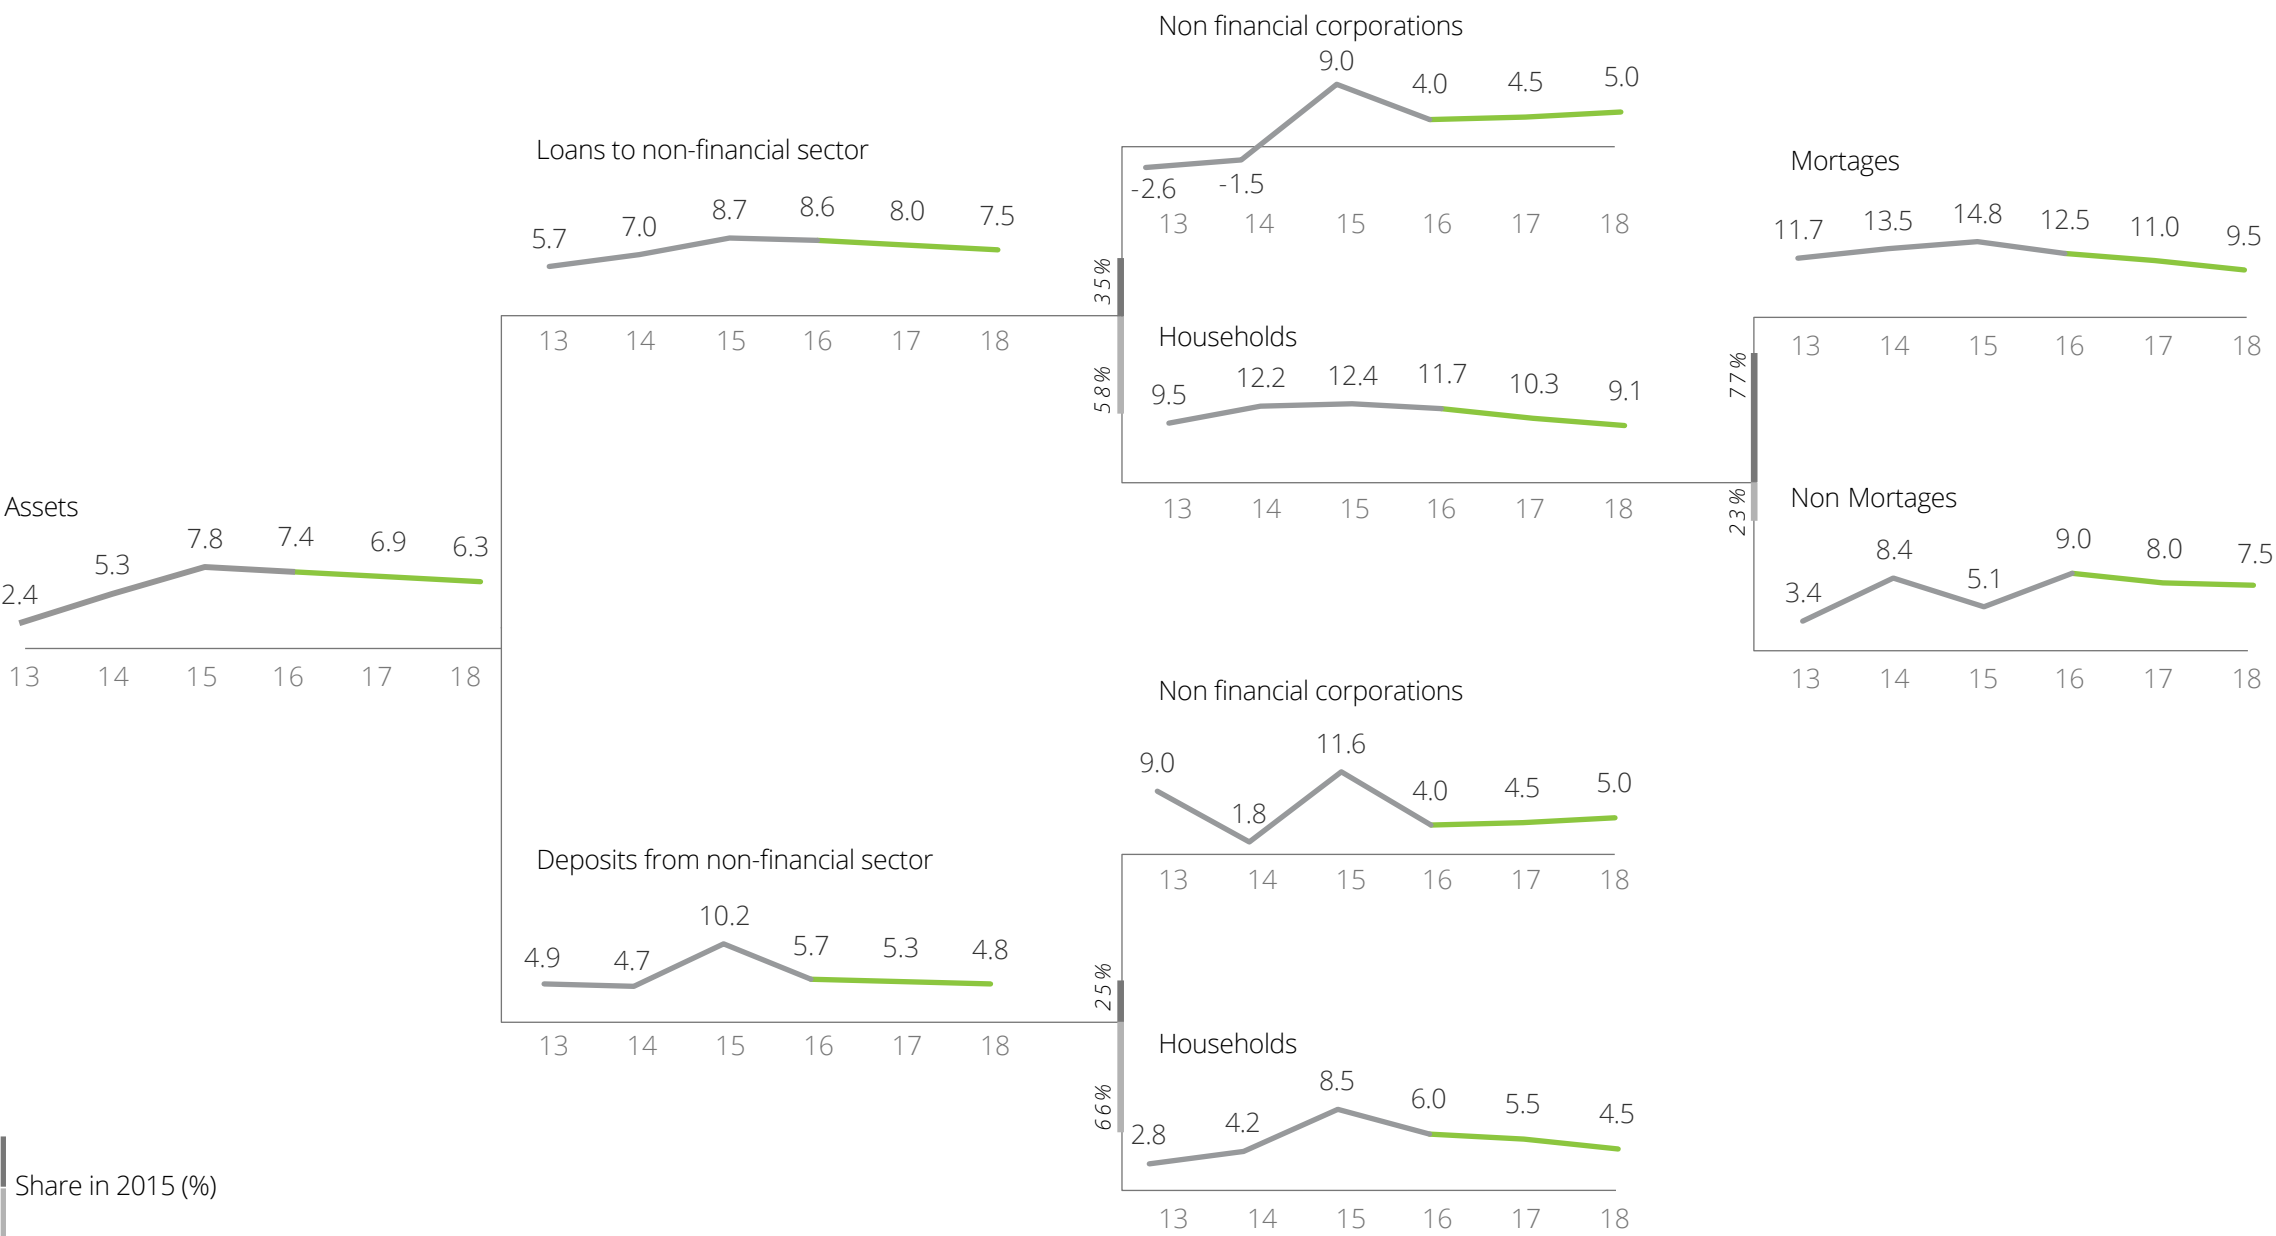 Assets
2.4 5.3 7.8 7.4 6.9 6.3
13 14 15 16 17 18
Loans to non-financial sector
5.7 7.0 8.7 8.6 8.0 7.5
13 14 15 16 17 18
Deposits from non-financial sector
4.9 4.7 10.2 5.7 5.3 4.8
13 14 15 16 17 18
35%
58%
Non financial corporations
-2.6 -1.5 9.0 4.0 4.5 5.0
13 14 15 16 17 18
Households
9.5 12.2 12.4 11.7 10.3 9.1
13 14 15 16 17 18
77%
23%
Mortages
11.7 13.5 14.8 12.5 11.0 9.5
13 14 15 16 17 18
Non Mortages
3.4 8.4 5.1 9.0 8.0 7.5
13 14 15 16 17 18
25%
66%
Non financial corporations
9.0 1.8 11.6 4.0 4.5 5.0
13 14 15 16 17 18
Households
2.8 4.2 8.5 6.0 5.5 4.5
13 14 15 16 17 18
Share in 2015 (%)